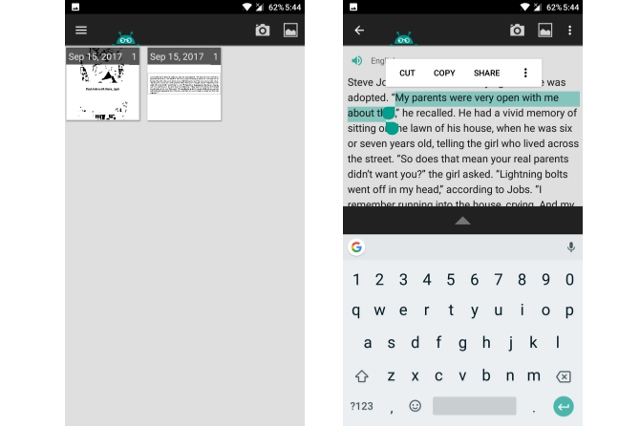 62% 5:44
Sep 15, 2017 1
Sep 15, 2017 1
62% 5:44
CUT COPY SHARE
Steve Jo was
adopted. "My parents were very open with me
about th ," he recalled. He had a vivid memory of
sitting o he lawn of his house, when he was six
or seven years old, telling the girl who lived across
the street. "So does that mean your real parents
didn't want you?" the girl asked. "Lightning bolts
went off in my head," according to Jobs. "I
remember running into the house, crying. And my
G
1 2 3 4 5 6 7 8 9 0
q w e r t y u i o p
a s d f g h j k l
z x c v b n m
?123 , .